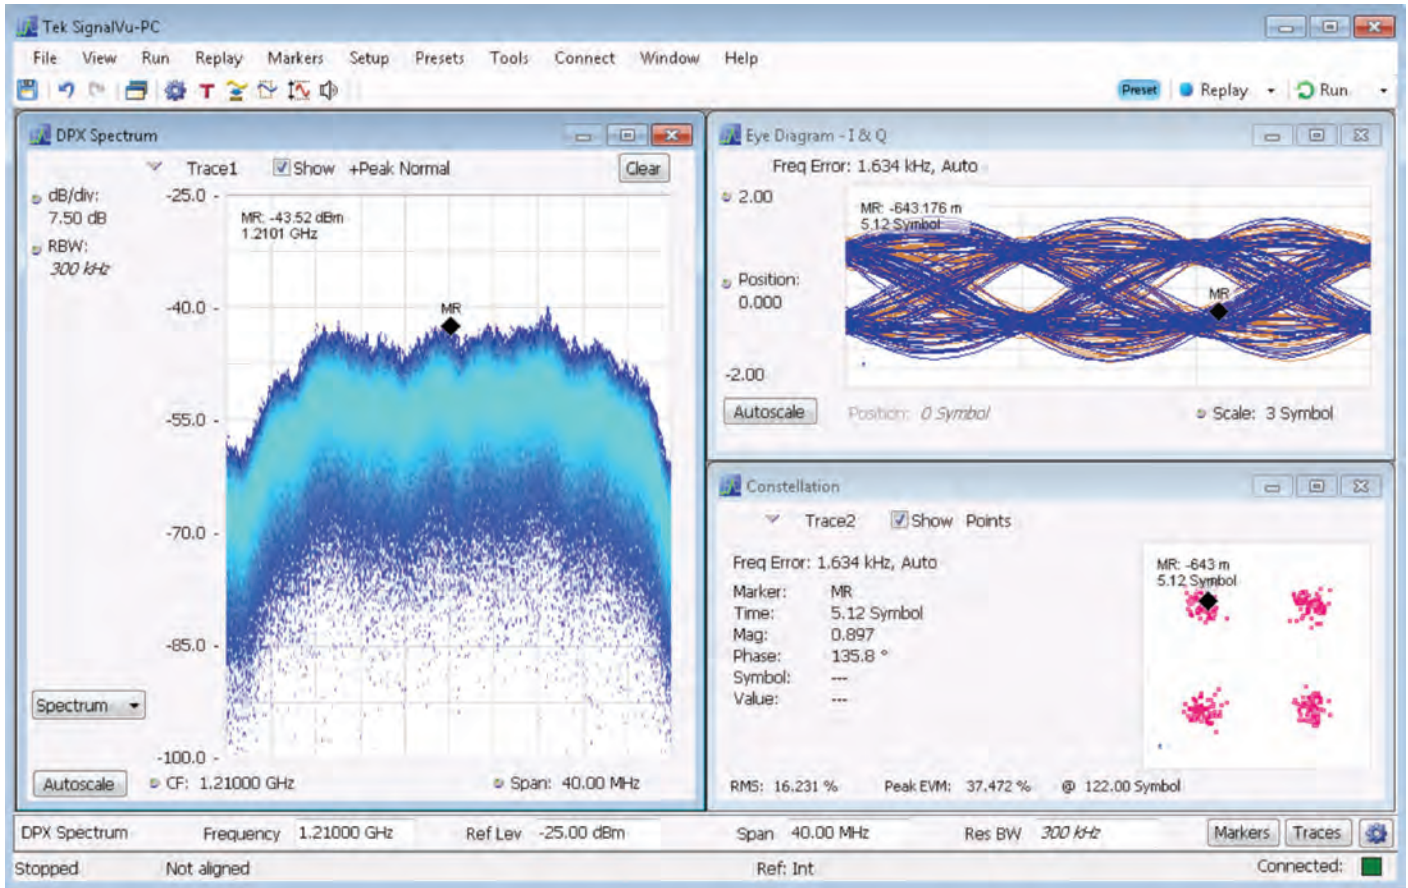 Tek SignalVu-PC
File View Run Replay Markers Setup Presets Tools Connect Window Help
T Preset Replay Run
DPX Spectrum
Trace1 Show +Peak Normal Clear
dB/div:
7.50 dB
RBW:
300 kHz
-25.0
MR: -43.52 dBm
1.2101 GHz
-40.0
MR
-55.0
-70.0
-85.0
-100.0
Spectrum
Autoscale CF: 1.21000 GHz Span: 40.00 MHz
Eye Diagram - I & Q
Freq Error: 1.634 kHz, Auto
2.00
MR: -643.176 m
5.12 Symbol
Position:
0.000
MR
-2.00
Autoscale Position: 0 Symbol Scale: 3 Symbol
Constellation
Trace2 Show Points
Freq Error: 1.634 kHz, Auto
Marker: MR
Time: 5.12 Symbol
Mag: 0.897
Phase: 135.8 °
Symbol: ---
Value: ---
MR: -643 m
5.12 Symbol
RMS: 16.231 % Peak EVM: 37.472 % @ 122.00 Symbol
DPX Spectrum Frequency 1.21000 GHz Ref Lev -25.00 dBm Span 40.00 MHz Res BW 300 kHz Markers Traces
Stopped Not aligned Ref: Int Connected: